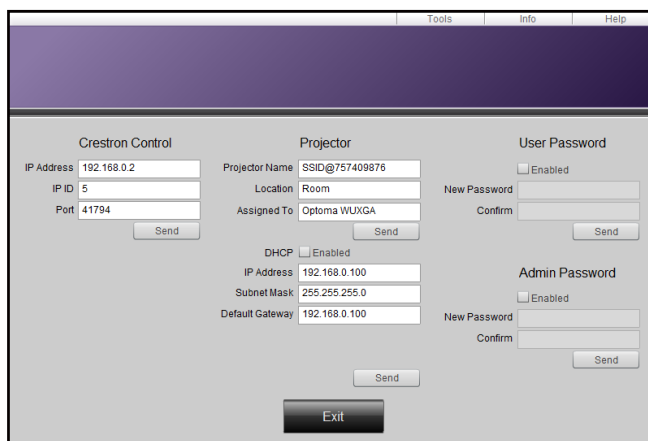 Tools Info Help
Crestron Control
IP Address 192.168.0.2
IP ID 5
Port 41794
Send
Projector
Projector Name SSID@757409876
Location Room
Assigned To Optoma WUXGA
Send
DHCP Enabled
IP Address 192.168.0.100
Subnet Mask 255.255.255.0
Default Gateway 192.168.0.100
Send
User Password
Enabled
New Password
Confirm
Send
Admin Password
Enabled
New Password
Confirm
Send
Exit